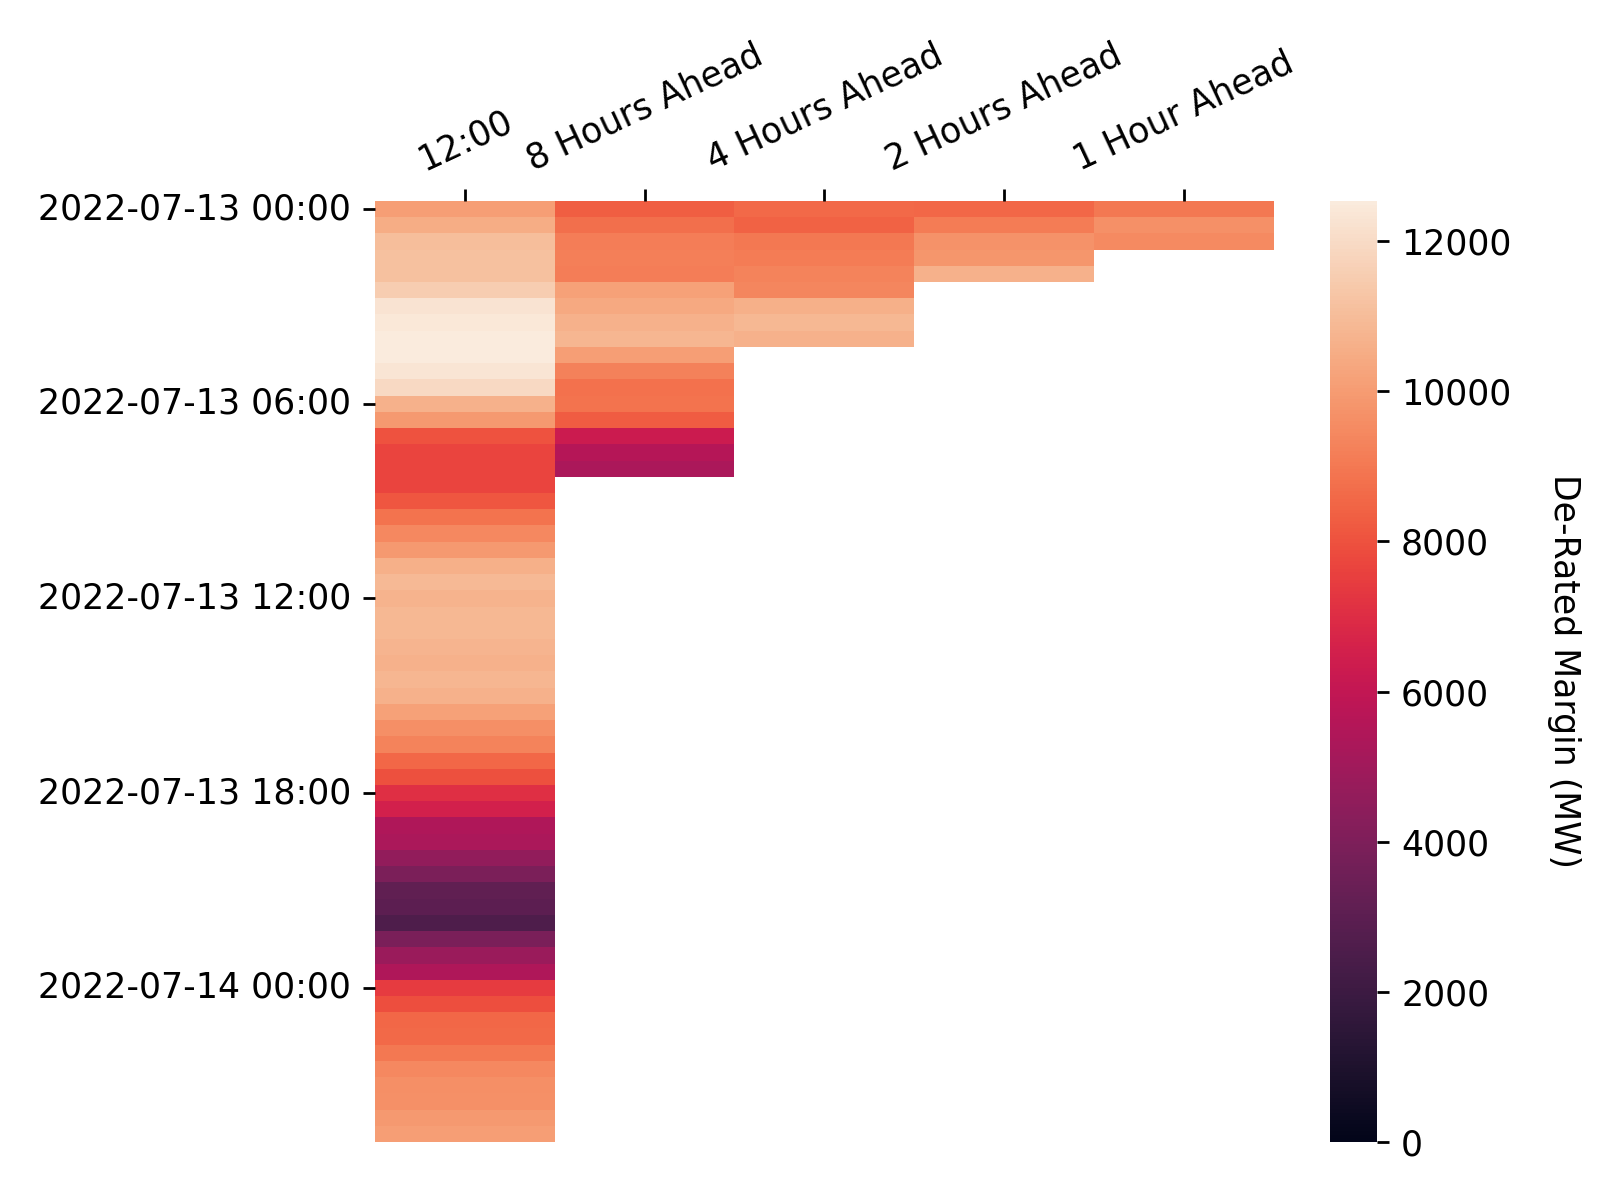 12:00
8 Hours Ahead
4 Hours Ahead
2 Hours Ahead
1 Hour Ahead
2022-07-13 00:00
2022-07-13 06:00
2022-07-13 12:00
2022-07-13 18:00
2022-07-14 00:00
12000
10000
8000
6000
4000
2000
0
De-Rated Margin (MW)